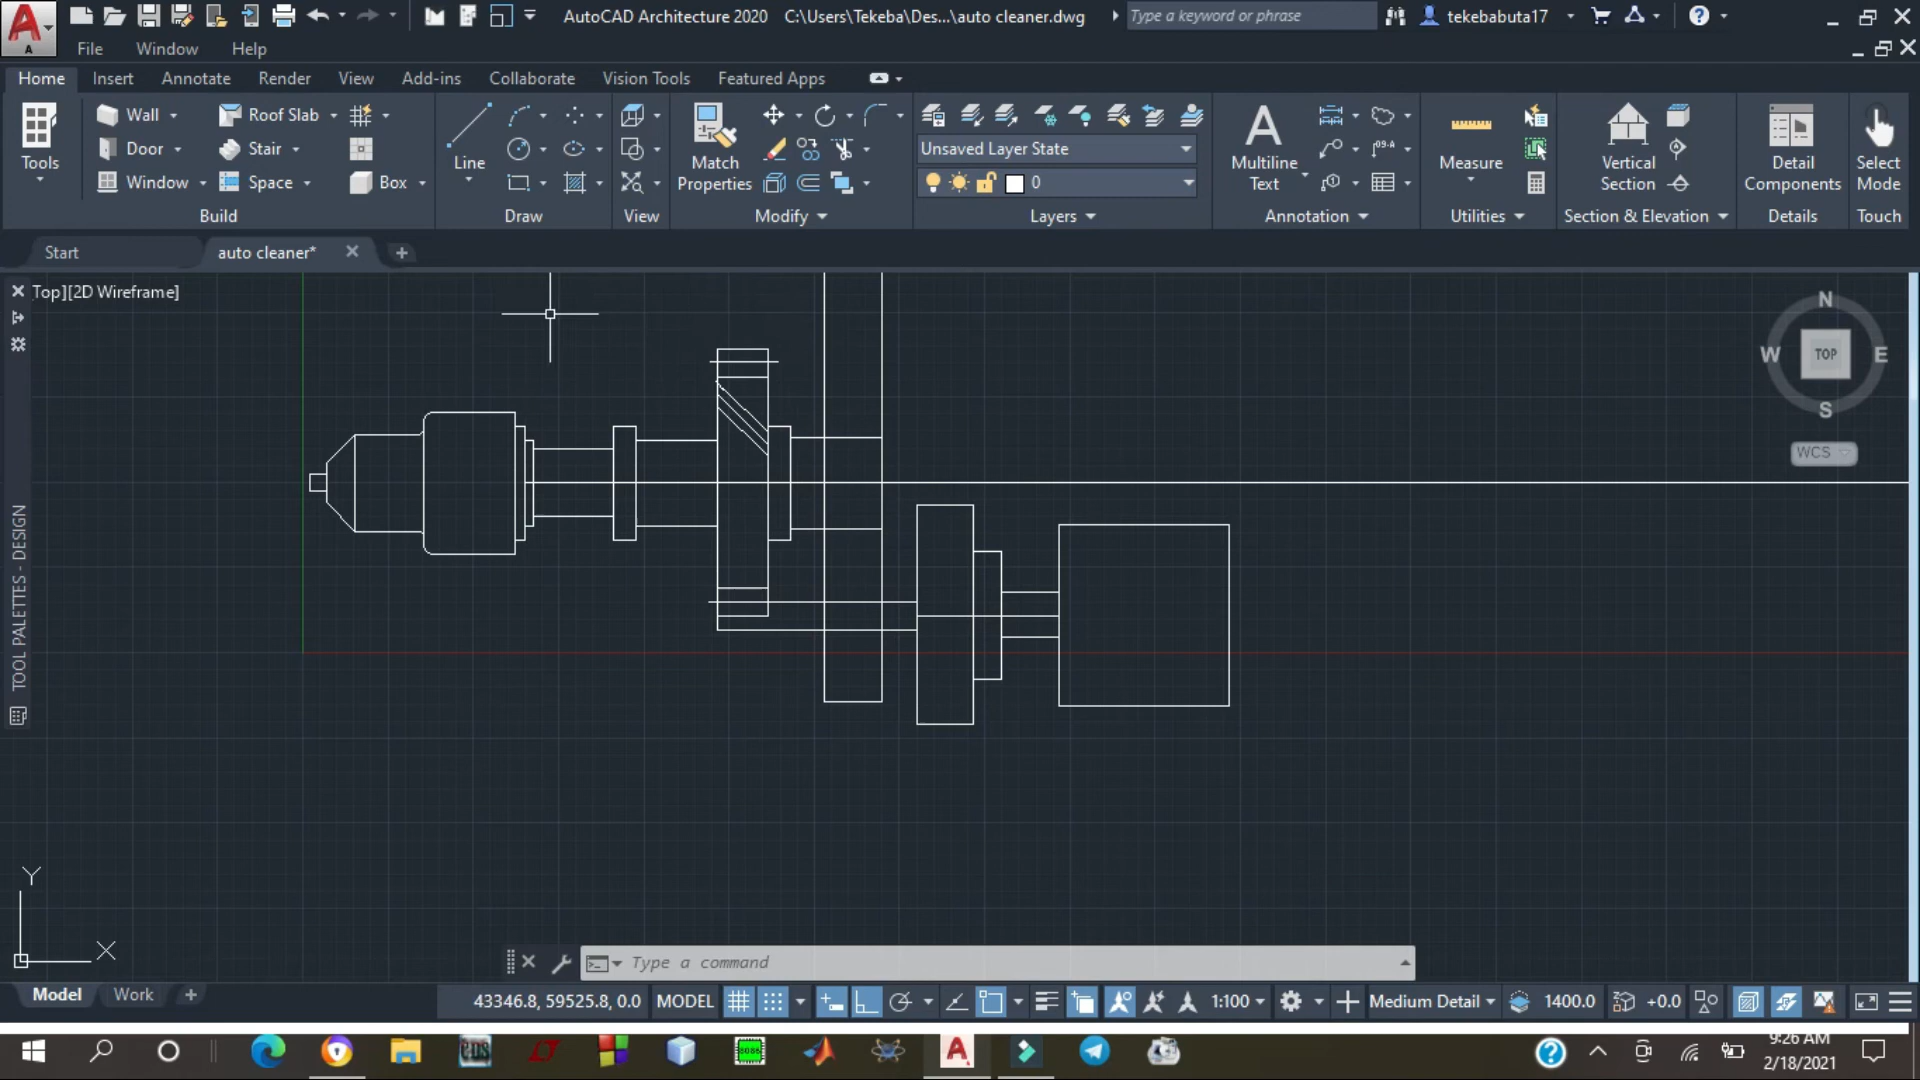 A AutoCAD Architecture 2020 C:\Users\Tekeba\Des...\auto cleaner.dwg Type a keyword or phrase tekebabuta17 ?
A File Window Help
Home Insert Annotate Render View Add-ins Collaborate Vision Tools Featured Apps
Tools Wall Roof Slab
Door Stair
Window Space Box
Build
Line
Draw
View
Match
Properties
Modify
Unsaved Layer State
0
Layers
A
Multiline
Text
Annotation
Measure
Utilities
Vertical
Section
Section & Elevation
Detail
Components
Details
Select
Mode
Touch
Start auto cleaner*
Top][2D Wireframe]
N
W TOP E
S
WCS
TOOL PALETTES - DESIGN
Y
X
Type a command
Model Work
43346.8, 59525.8, 0.0 MODEL 1:100 Medium Detail 1400.0 +0.0
8085
A
?
9:26 AM
2/18/2021